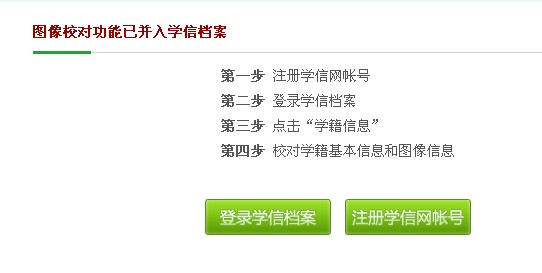 图像校对功能已并入学信档案
第一步 注册学信网帐号
第二步 登录学信档案
第三步 点击“学籍信息”
第四步 校对学籍基本信息和图像信息
登录学信档案 注册学信网帐号